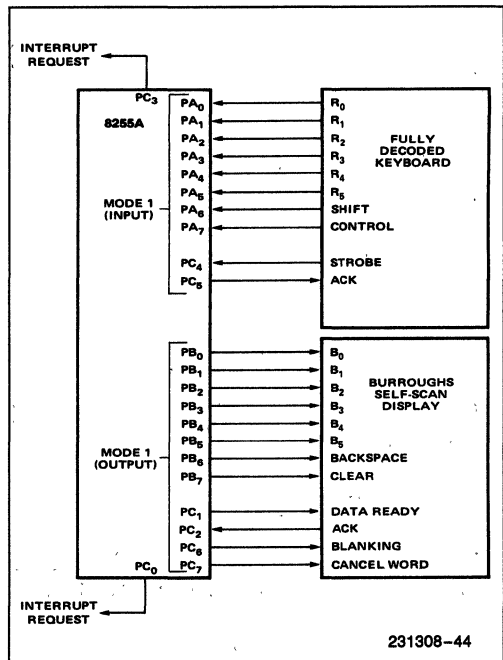 INTERRUPT
REQUEST
PC3
8255A
MODE 1
(INPUT)
PA0
PA1
PA2
PA3
PA4
PA5
PA6
PA7
PC4
PC5
R0
R1
R2
R3
R4
R5
SHIFT
CONTROL
STROBE
ACK
FULLY
DECODED
KEYBOARD
MODE 1
(OUTPUT)
PB0
PB1
PB2
PB3
PB4
PB5
PB6
PB7
PC1
PC2
PC6
PC7
B0
B1
B2
B3
B4
B5
BACKSPACE
CLEAR
DATA READY
ACK
BLANKING
CANCEL WORD
BURROUGHS
SELF-SCAN
DISPLAY
PC0
INTERRUPT
REQUEST
231308-44